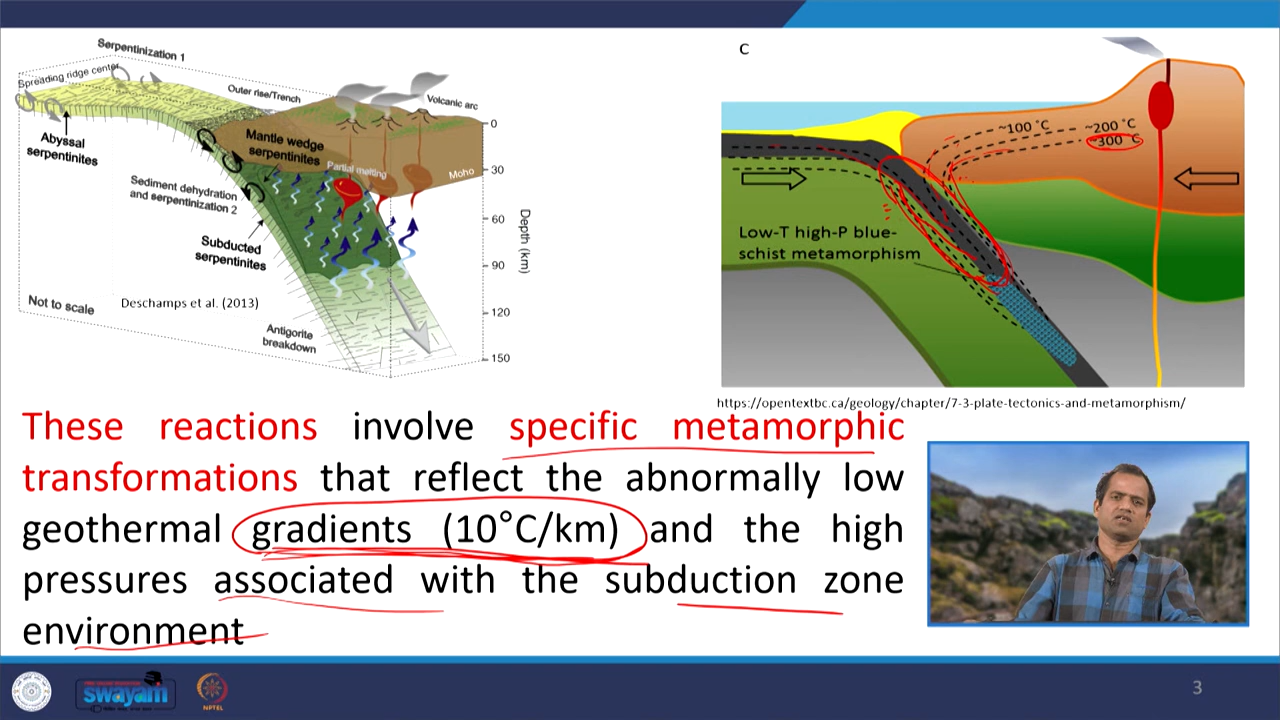 Serpentinization 1
Spreading ridge center
Outer rise/Trench
Volcanic arc
Abyssal
serpentinites
Mantle wedge
serpentinites
Partial melting
Moho
Sediment dehydration
and serpentinization 2
Subducted
serpentinites
Not to scale
Deschamps et al. (2013)
Antigorite
breakdown
0
30
60
90
120
150
Depth (km)
C
~100 °C
~200 °C
~300 °C
Low-T high-P blue-
schist metamorphism
https://opentextbc.ca/geology/chapter/7-3-plate-tectonics-and-metamorphism/
These reactions involve specific metamorphic
transformations that reflect the abnormally low
geothermal gradients (10°C/km) and the high
pressures associated with the subduction zone
environment
swayam
NPTEL
3